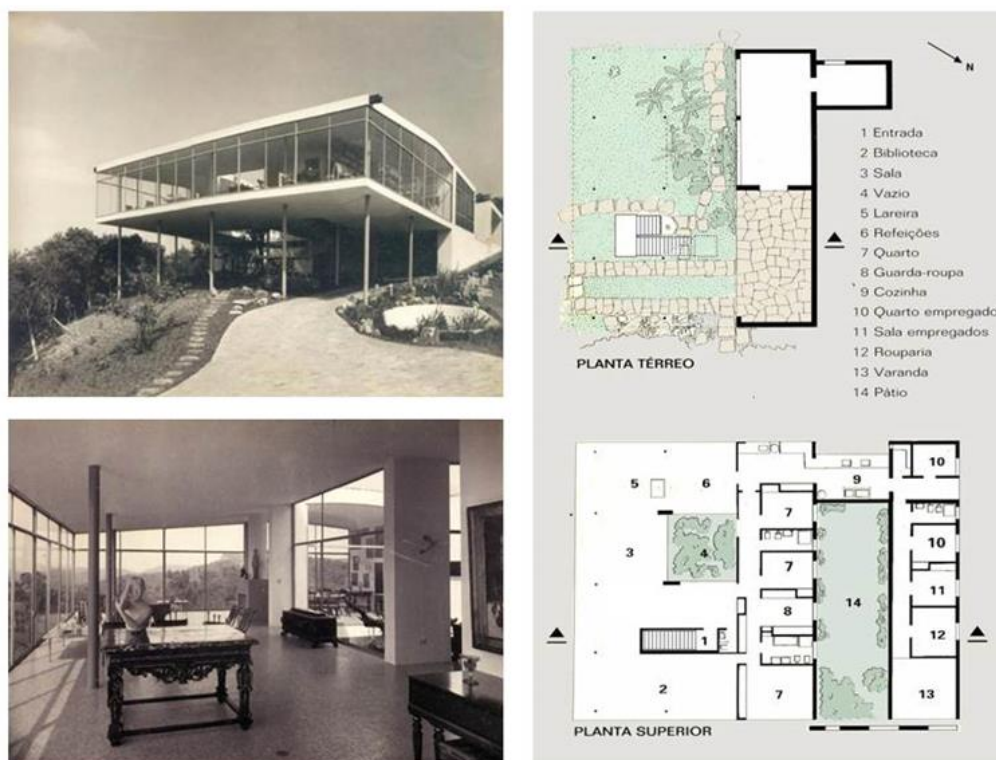 N
1 Entrada
2 Biblioteca
3 Sala
4 Vazio
5 Lareira
6 Refeições
7 Quarto
8 Guarda-roupa
9 Cozinha
10 Quarto empregado
11 Sala empregados
12 Rouparia
13 Varanda
14 Pátio
PLANTA TÉRREO
10
9
5
6
7
10
3
4
7
11
14
8
12
1
2
7
13
PLANTA SUPERIOR